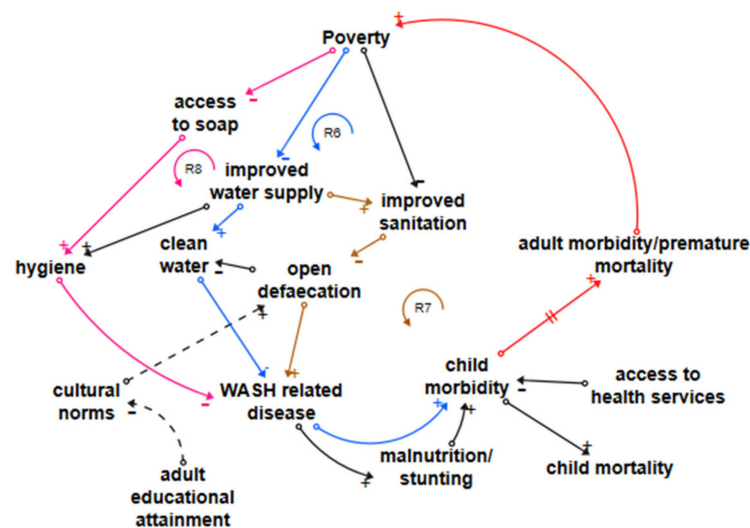 Poverty
access
to soap
R6
R8
improved
water supply
improved
sanitation
hygiene
clean
water
open
defaecation
adult morbidity/premature
mortality
R7
cultural
norms
WASH related
disease
child
morbidity
access to
health services
malnutrition/
stunting
child mortality
adult
educational
attainment